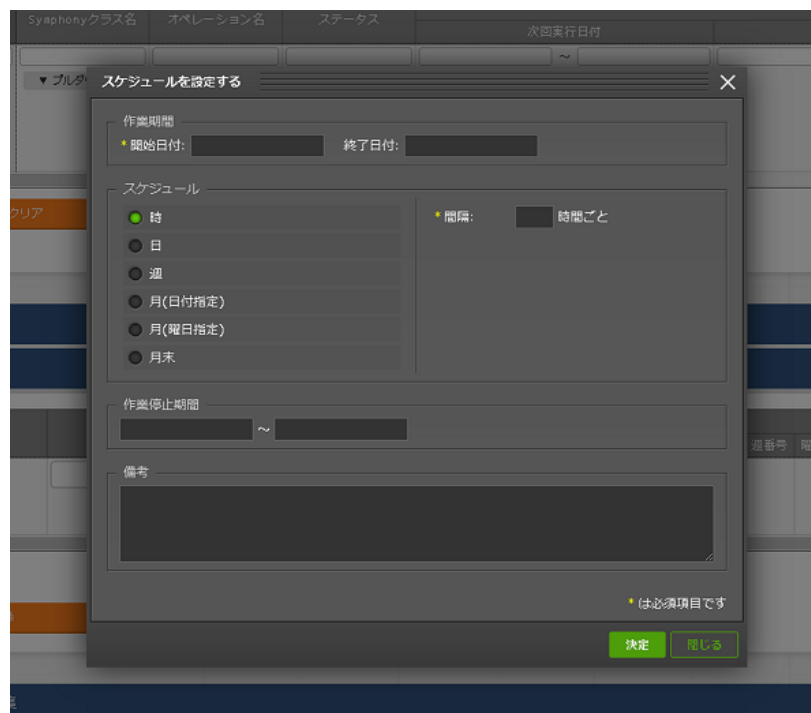 Symphonyクラス名 オペレーション名 ステータス
次回実行日付
～
▼ プルダ
スケジュールを設定する ×
作業期間
* 開始日付: 終了日付:
スケジュール
時
* 間隔: 時間ごと
日
週
月(日付指定)
月(曜日指定)
月末
クリア
作業停止期間
～
週番号 曜
備考
* は必須項目です
決定 閉じる